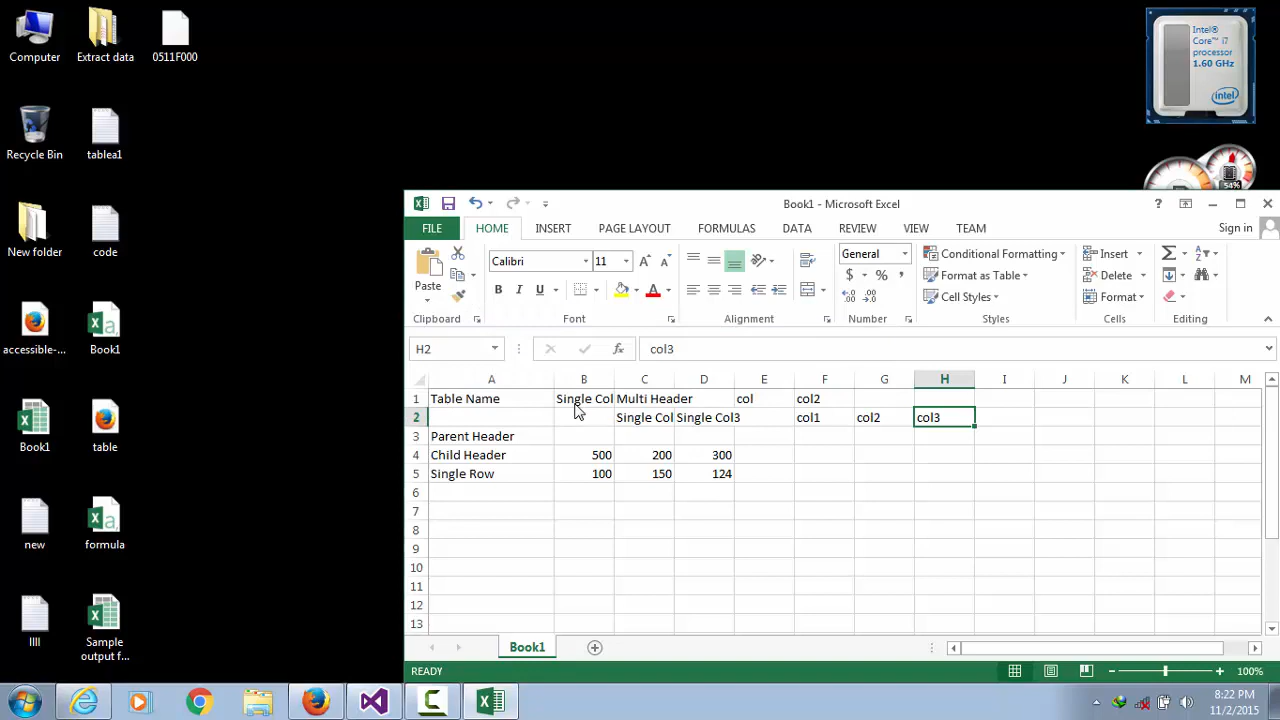 Computer
Extract data
0511F000
Recycle Bin
tablea1
New folder
code
accessible-...
Book1
Book1
table
new
formula
llll
Sample
output f...
Intel®
Core™ i7
processor
1.60 GHz
intel
54%
Book1 - Microsoft Excel
?
FILE HOME INSERT PAGE LAYOUT FORMULAS DATA REVIEW VIEW TEAM Sign in
Paste
Clipboard
Calibri 11
B I U A
Font
Alignment
General
$ % ,
Number
Conditional Formatting
Format as Table
Cell Styles
Styles
Insert
Delete
Format
Cells
Editing
H2 fx col3
A B C D E F G H I J K L M
1 Table Name Single Col Multi Header col col2
2 Single Col Single Col3 col1 col2 col3
3 Parent Header
4 Child Header 500 200 300
5 Single Row 100 150 124
6
7
8
9
10
11
12
13
Book1
READY 100%
8:22 PM
11/2/2015